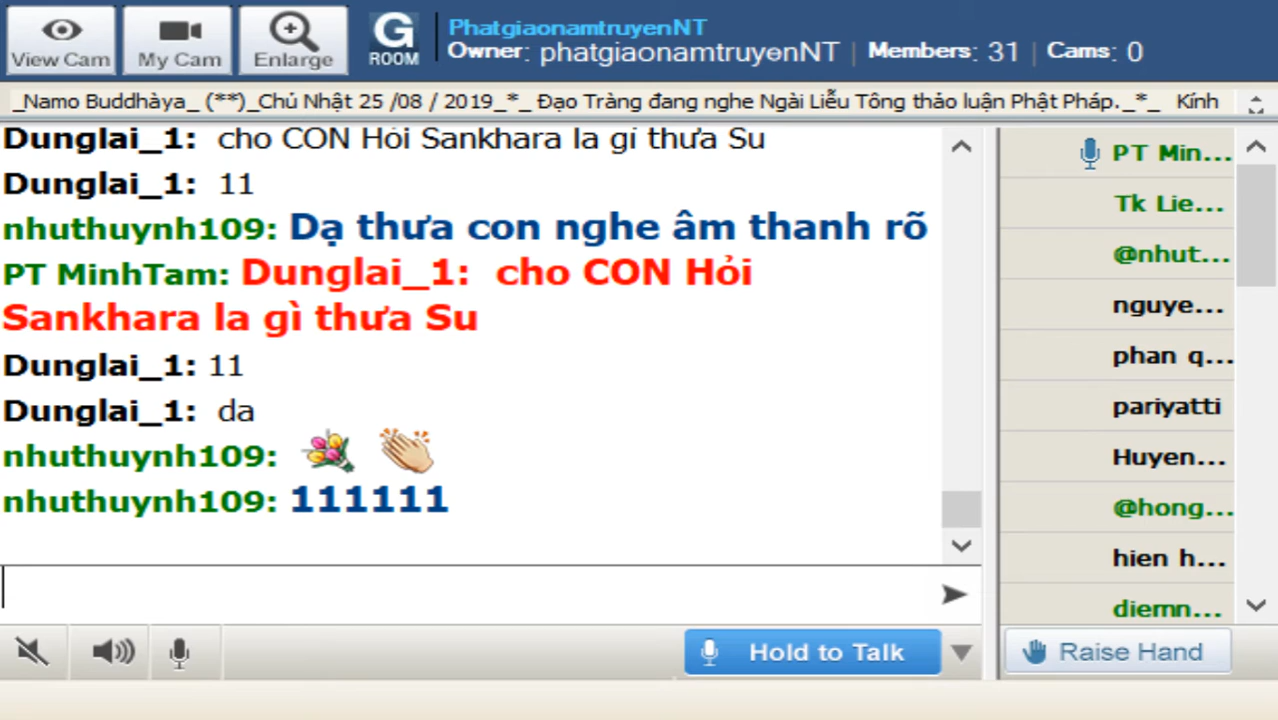 View Cam
My Cam
Enlarge
G
ROOM
PhatgiaonamtruyenNT
Owner: phatgiaonamtruyenNT | Members: 31 | Cams: 0
_Namo Buddhàya_ (**)_Chủ Nhật 25 /08 / 2019_*_ Đạo Tràng đang nghe Ngài Liễu Tông thảo luận Phật Pháp._*_ Kính
Dunglai_1: cho CON Hỏi Sankhara la gí thưa Su
Dunglai_1: 11
nhuthuynh109: Dạ thưa con nghe âm thanh rõ
PT MinhTam: Dunglai_1: cho CON Hỏi
Sankhara la gì thưa Su
Dunglai_1: 11
Dunglai_1: da
nhuthuynh109:
nhuthuynh109: 111111
PT Min...
Tk Lie...
@nhut...
nguye...
phan q...
pariyatti
Huyen...
@hong...
hien h...
diemn...
Hold to Talk
Raise Hand